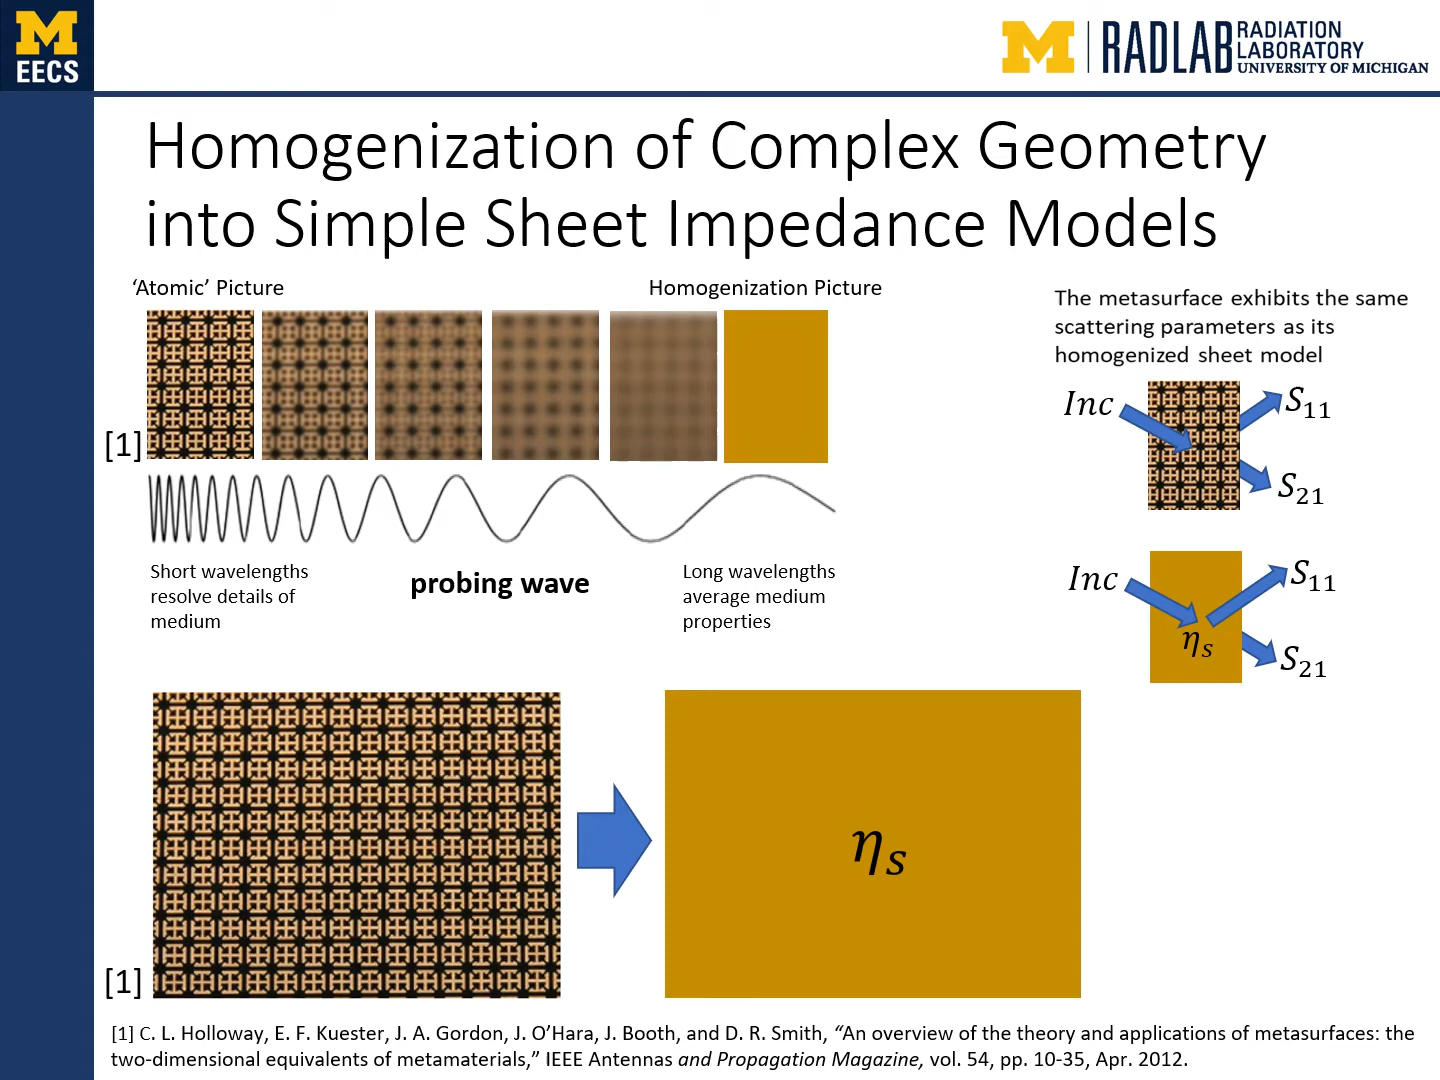 M
EECS
M RADLAB RADIATION
LABORATORY
UNIVERSITY OF MICHIGAN
Homogenization of Complex Geometry
into Simple Sheet Impedance Models
‘Atomic’ Picture
Homogenization Picture
[1]
Short wavelengths
resolve details of
medium
probing wave
Long wavelengths
average medium
properties
The metasurface exhibits the same
scattering parameters as its
homogenized sheet model
Inc
S11
S21
Inc
S11
ηs
S21
ηs
[1]
[1] C. L. Holloway, E. F. Kuester, J. A. Gordon, J. O’Hara, J. Booth, and D. R. Smith, “An overview of the theory and applications of metasurfaces: the
two-dimensional equivalents of metamaterials,” IEEE Antennas and Propagation Magazine, vol. 54, pp. 10-35, Apr. 2012.